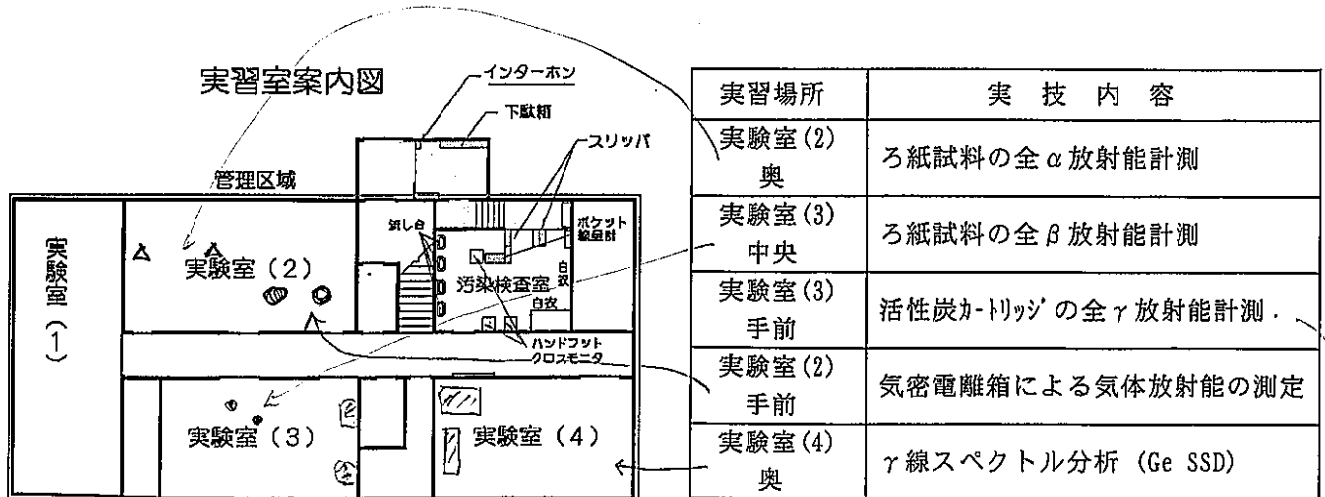 実習室案内図
インターホン
下駄箱
スリッパ
管理区域
実験室(1)
実験室(2)
流し台
ポケット
線量計
汚染検査室
白衣
白衣
ハンドフット
クロスモニタ
実験室(3)
実験室(4)
実習場所 実技内容
実験室(2)
奥
ろ紙試料の全α放射能計測
実験室(3)
中央
ろ紙試料の全β放射能計測
実験室(3)
手前
活性炭カートリッジの全γ放射能計測.
実験室(2)
手前
気密電離箱による気体放射能の測定
実験室(4)
奥
γ線スペクトル分析 (Ge SSD)